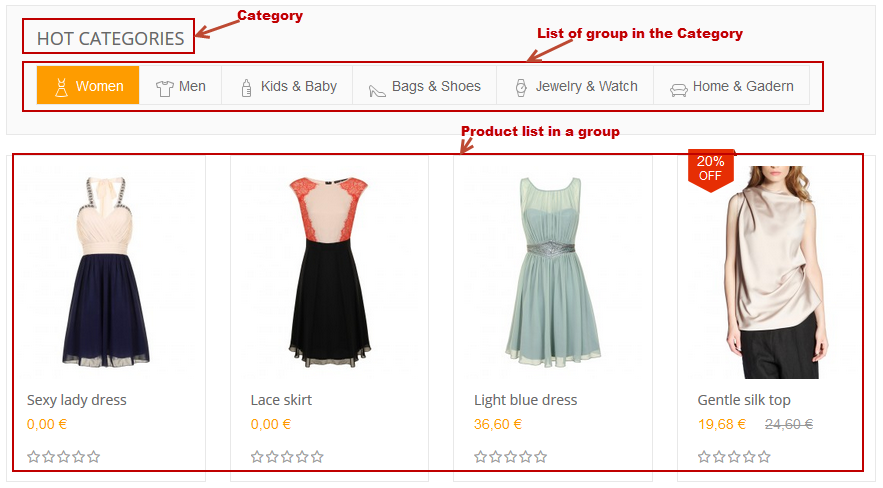 Category
HOT CATEGORIES
List of group in the Category
Women
Men
Kids & Baby
Bags & Shoes
Jewelry & Watch
Home & Gadern
Product list in a group
20%
OFF
Sexy lady dress
0,00 €
Lace skirt
0,00 €
Light blue dress
36,60 €
Gentle silk top
19,68 € 24,60 €